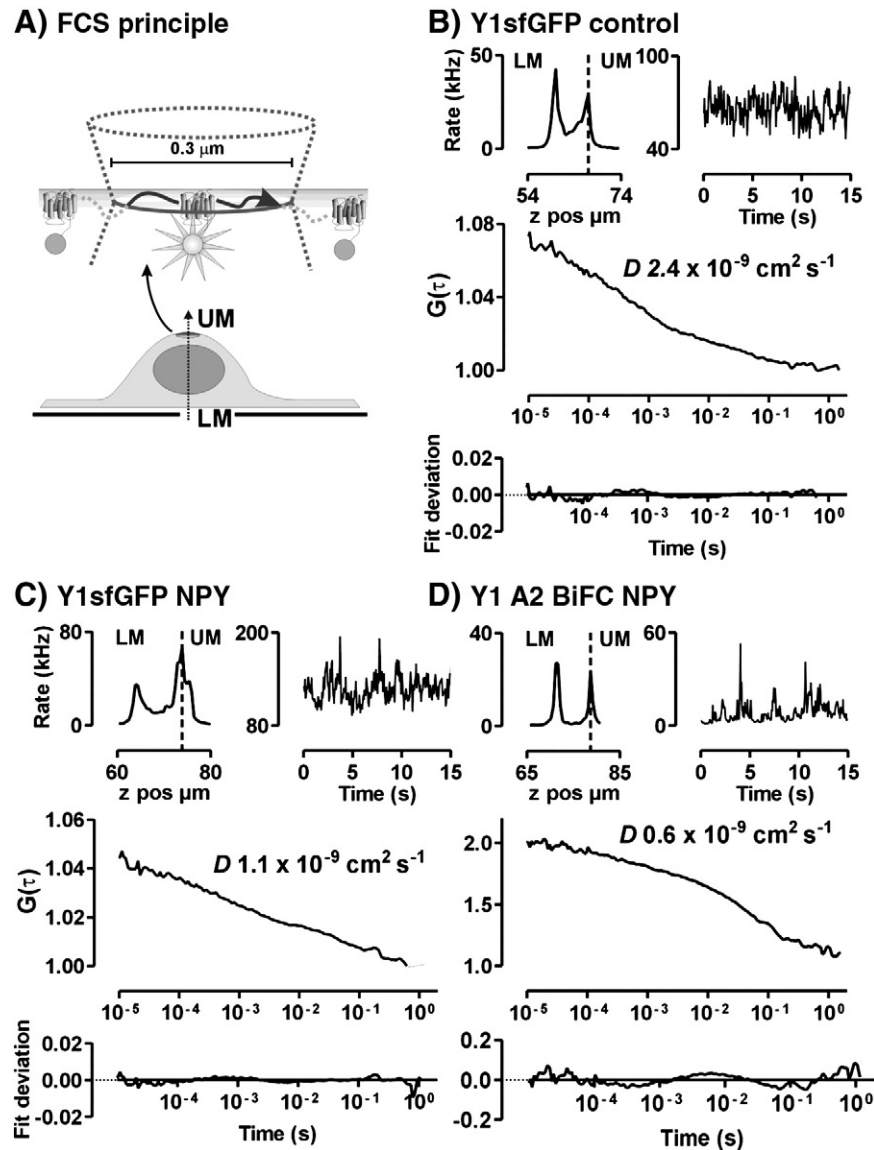 A) FCS principle
0.3 μm
UM
LM
B) Y1sfGFP control
Rate (kHz)
50
0
LM
UM
54
74
z pos μm
100
40
0 5 10 15
Time (s)
G(τ)
1.08
1.04
1.00
D 2.4 x 10⁻⁹ cm² s⁻¹
10⁻⁵ 10⁻⁴ 10⁻³ 10⁻² 10⁻¹ 10⁰
Fit deviation
0.02
0.00
-0.02
10⁻⁴ 10⁻³ 10⁻² 10⁻¹ 10⁰
Time (s)
C) Y1sfGFP NPY
Rate (kHz)
80
0
LM
UM
60
80
z pos μm
200
80
0 5 10 15
Time (s)
G(τ)
1.06
1.04
1.02
1.00
D 1.1 x 10⁻⁹ cm² s⁻¹
10⁻⁵ 10⁻⁴ 10⁻³ 10⁻² 10⁻¹ 10⁰
Fit deviation
0.02
0.00
-0.02
10⁻⁴ 10⁻³ 10⁻² 10⁻¹ 10⁰
Time (s)
D) Y1 A2 BiFC NPY
40
0
LM
UM
65
85
z pos μm
60
0
0 5 10 15
Time (s)
2.0
1.5
1.0
D 0.6 x 10⁻⁹ cm² s⁻¹
10⁻⁵ 10⁻⁴ 10⁻³ 10⁻² 10⁻¹ 10⁰
0.2
0.0
-0.2
10⁻⁴ 10⁻³ 10⁻² 10⁻¹ 10⁰
Time (s)